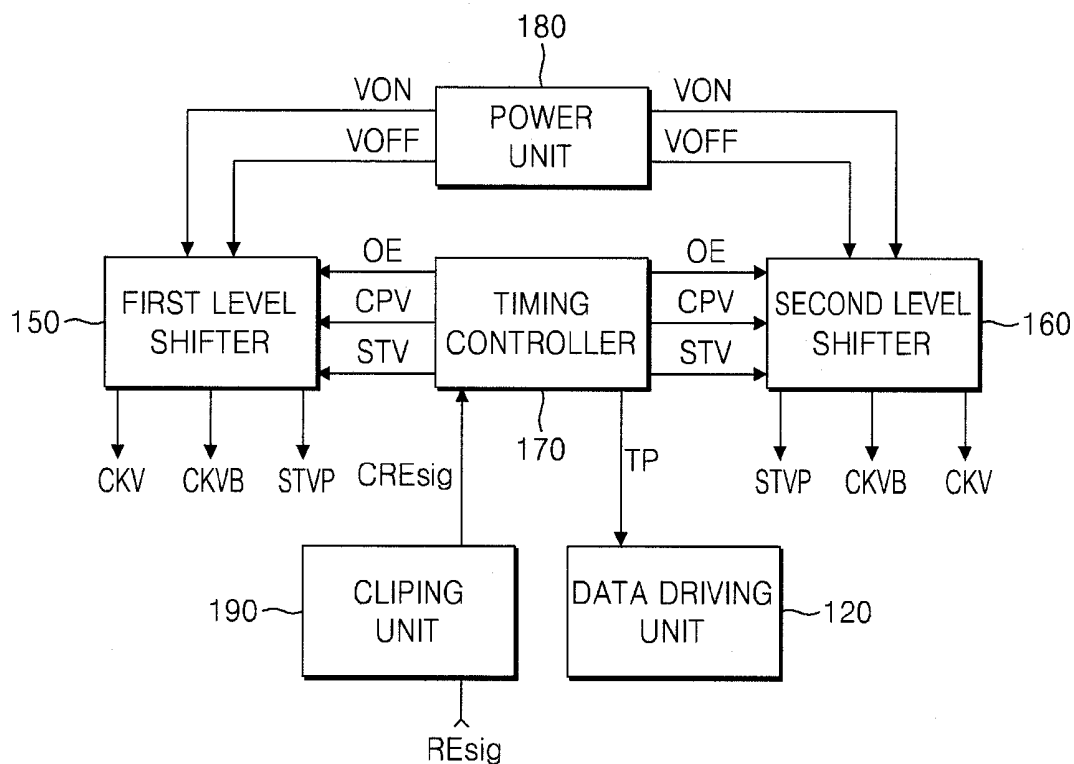 180
VON
VON
POWER
UNIT
VOFF
VOFF
OE
OE
150
FIRST LEVEL
SHIFTER
CPV
TIMING
CONTROLLER
CPV
SECOND LEVEL
SHIFTER
160
STV
STV
170
CKV
CKVB
STVP
CREsig
TP
STVP
CKVB
CKV
190
CLIPING
UNIT
DATA DRIVING
UNIT
120
REsig